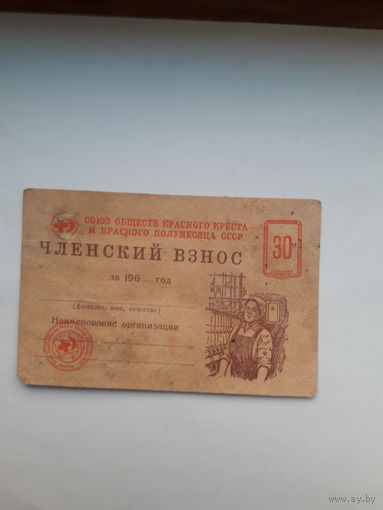 СОЮЗ ОБЩЕСТВ КРАСНОГО КРЕСТА
И КРАСНОГО ПОЛУМЕСЯЦА СССР
ЧЛЕНСКИЙ ВЗНОС
30
за 196 год
(фамилия, имя, отчество)
Наименование организации
www.ay.by